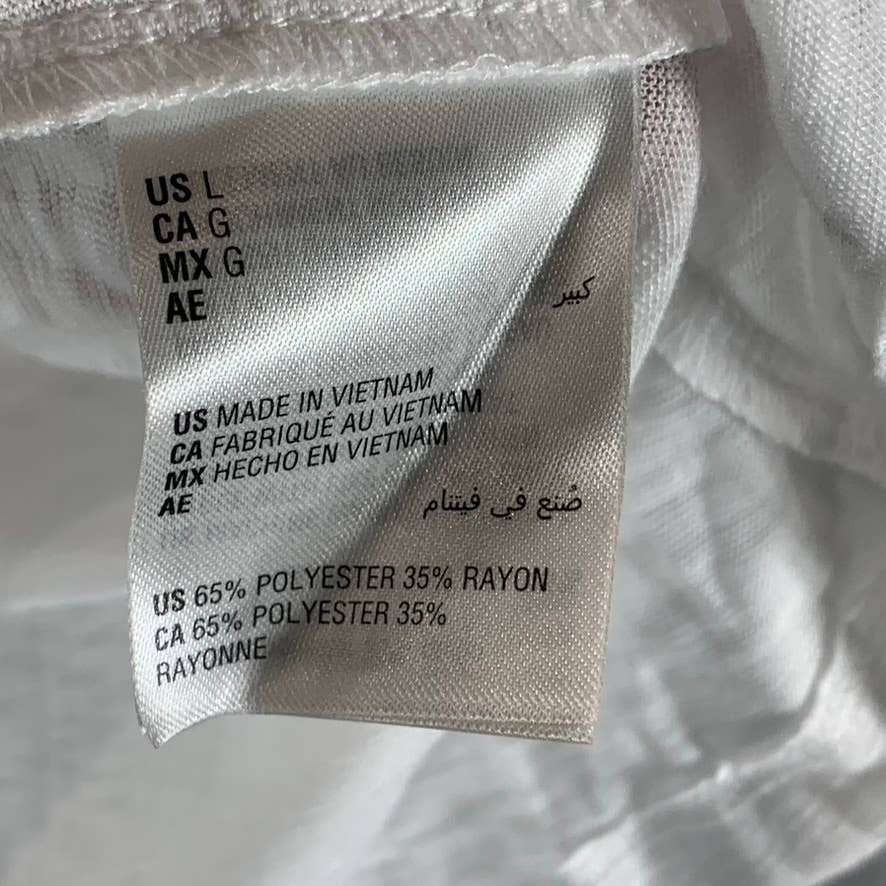 US L
CA G
MX G
AE كبير
US MADE IN VIETNAM
CA FABRIQUÉ AU VIETNAM
MX HECHO EN VIETNAM
AE صُنع في فيتنام
US 65% POLYESTER 35% RAYON
CA 65% POLYESTER 35%
RAYONNE